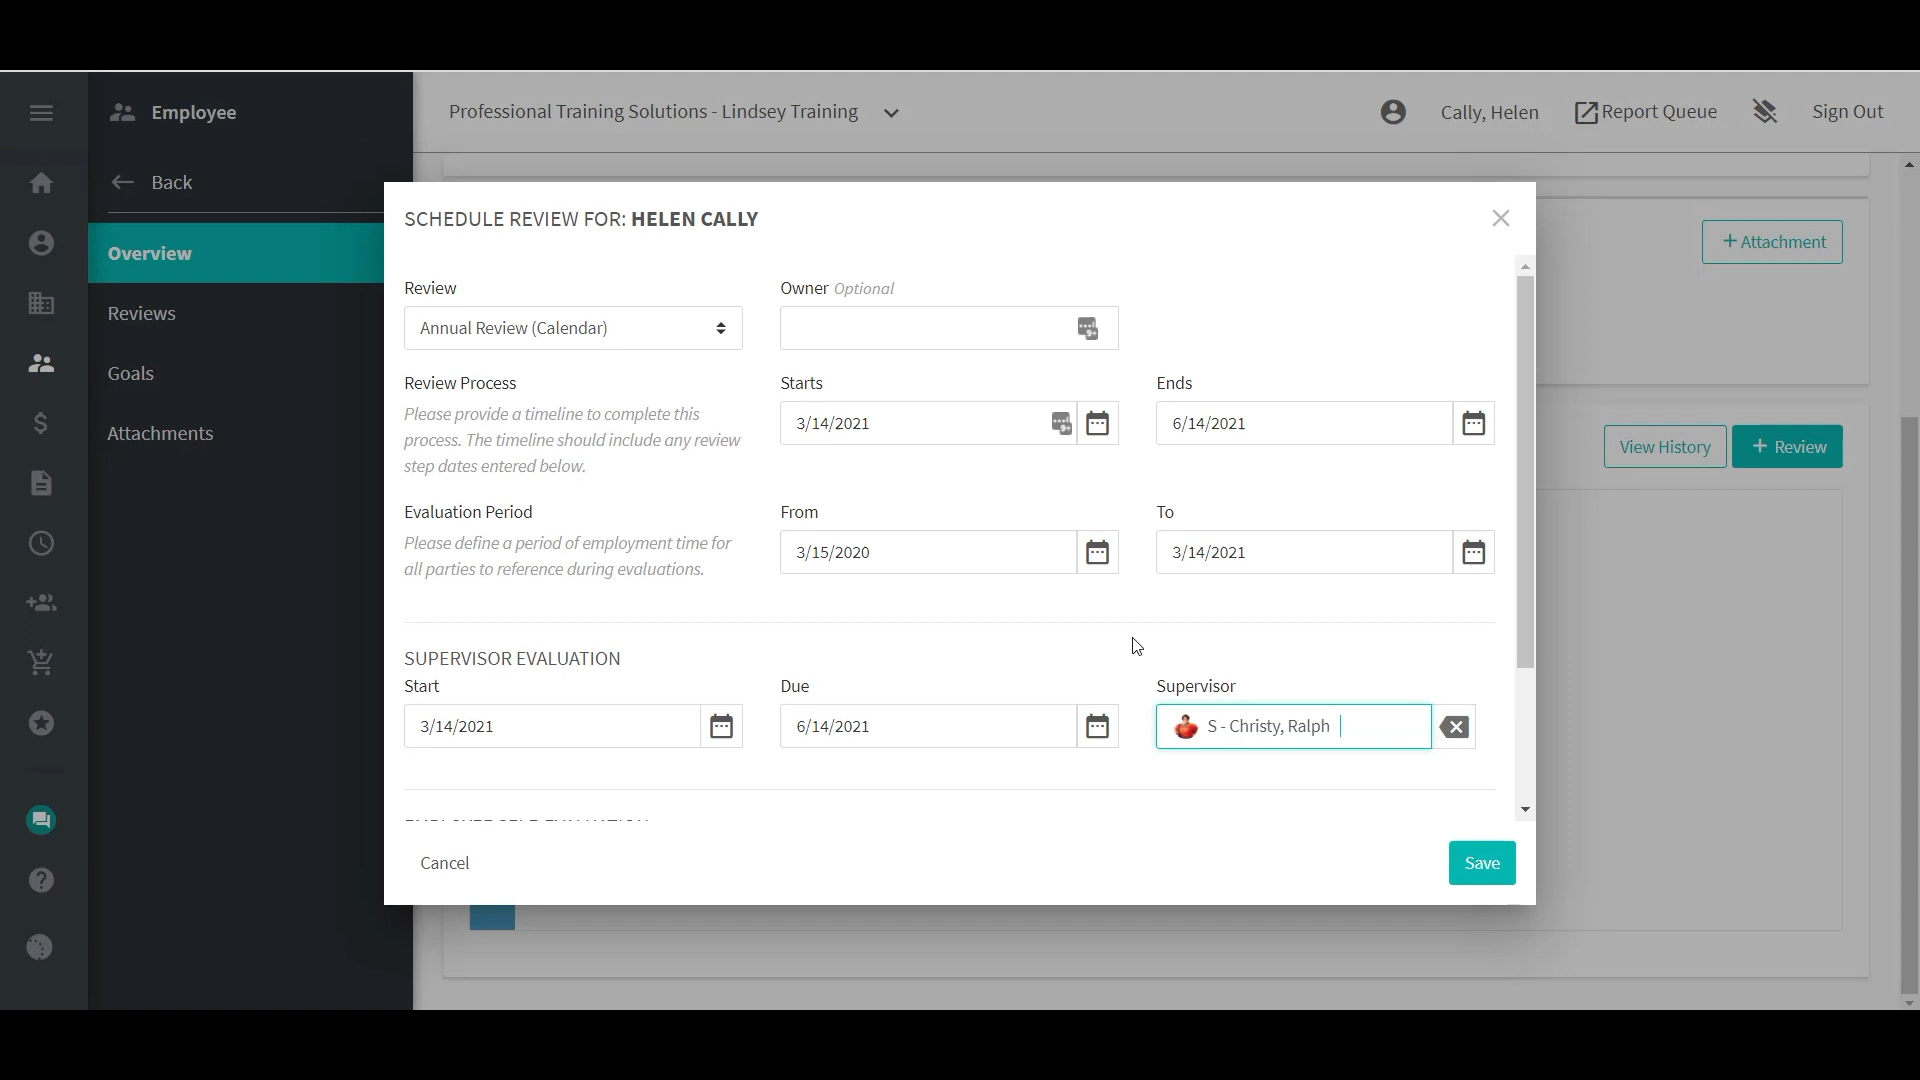 Employee
Professional Training Solutions - Lindsey Training
Cally, Helen
Report Queue
Sign Out
Back
Overview
Reviews
Goals
Attachments
+ Attachment
View History
+ Review
SCHEDULE REVIEW FOR: HELEN CALLY
Review
Owner Optional
Annual Review (Calendar)
Review Process
Starts
Ends
Please provide a timeline to complete this
process. The timeline should include any review
step dates entered below.
3/14/2021
6/14/2021
Evaluation Period
From
To
Please define a period of employment time for
all parties to reference during evaluations.
3/15/2020
3/14/2021
SUPERVISOR EVALUATION
Start
Due
Supervisor
3/14/2021
6/14/2021
S - Christy, Ralph
Cancel
Save